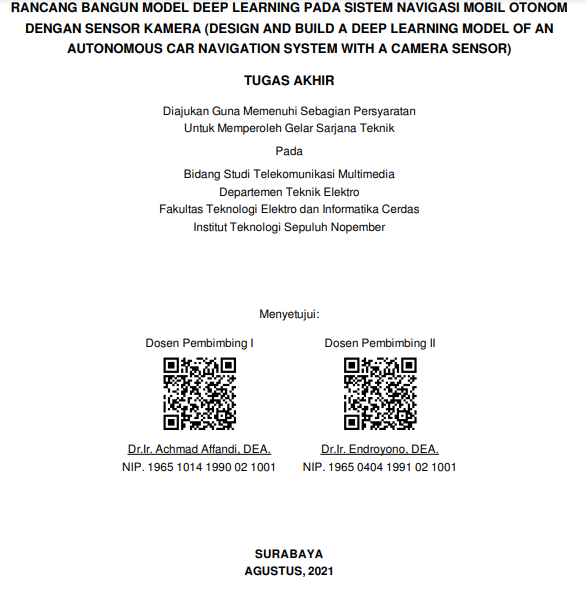 RANCANG BANGUN MODEL DEEP LEARNING PADA SISTEM NAVIGASI MOBIL OTONOM
DENGAN SENSOR KAMERA (DESIGN AND BUILD A DEEP LEARNING MODEL OF AN
AUTONOMOUS CAR NAVIGATION SYSTEM WITH A CAMERA SENSOR)
TUGAS AKHIR
Diajukan Guna Memenuhi Sebagian Persyaratan
Untuk Memperoleh Gelar Sarjana Teknik
Pada
Bidang Studi Telekomunikasi Multimedia
Departemen Teknik Elektro
Fakultas Teknologi Elektro dan Informatika Cerdas
Institut Teknologi Sepuluh Nopember
Menyetujui:
Dosen Pembimbing I Dosen Pembimbing II
Dr.Ir. Achmad Affandi, DEA. Dr.Ir. Endroyono, DEA.
NIP. 1965 1014 1990 02 1001 NIP. 1965 0404 1991 02 1001
SURABAYA
AGUSTUS, 2021